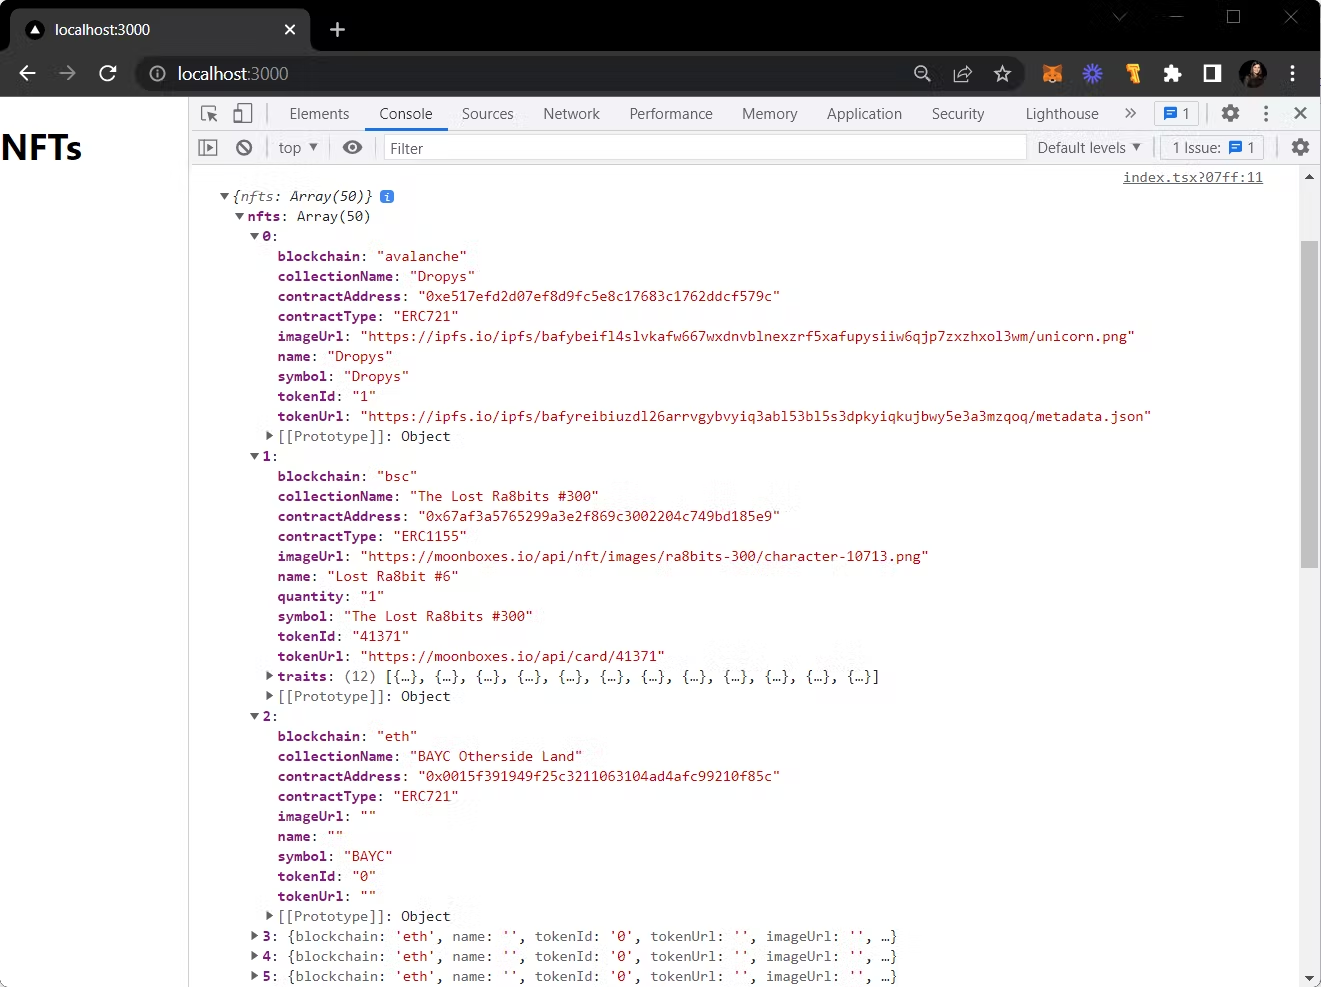 localhost:3000
localhost:3000
NFTs
Elements Console Sources Network Performance Memory Application Security Lighthouse 1
top Filter Default levels 1 Issue: 1
index.tsx?07ff:11
{nfts: Array(50)}
nfts: Array(50)
0:
blockchain: "avalanche"
collectionName: "Dropys"
contractAddress: "0xe517efd2d07ef8d9fc5e8c17683c1762ddcf579c"
contractType: "ERC721"
imageUrl: "https://ipfs.io/ipfs/bafybeifl4slvkafw667wxdnvblnexzrf5xafupysiiw6qjp7zxzhxol3wm/unicorn.png"
name: "Dropys"
symbol: "Dropys"
tokenId: "1"
tokenUrl: "https://ipfs.io/ipfs/bafyreibiuzdl26arrvgybvyiq3abl53bl5s3dpkyiqkujbwy5e3a3mzqoq/metadata.json"
[[Prototype]]: Object
1:
blockchain: "bsc"
collectionName: "The Lost Ra8bits #300"
contractAddress: "0x67af3a5765299a3e2f869c3002204c749bd185e9"
contractType: "ERC1155"
imageUrl: "https://moonboxes.io/api/nft/images/ra8bits-300/character-10713.png"
name: "Lost Ra8bit #6"
quantity: "1"
symbol: "The Lost Ra8bits #300"
tokenId: "41371"
tokenUrl: "https://moonboxes.io/api/card/41371"
traits: (12) [{…}, {…}, {…}, {…}, {…}, {…}, {…}, {…}, {…}, {…}, {…}, {…}]
[[Prototype]]: Object
2:
blockchain: "eth"
collectionName: "BAYC Otherside Land"
contractAddress: "0x0015f391949f25c3211063104ad4afc99210f85c"
contractType: "ERC721"
imageUrl: ""
name: ""
symbol: "BAYC"
tokenId: "0"
tokenUrl: ""
[[Prototype]]: Object
3: {blockchain: 'eth', name: '', tokenId: '0', tokenUrl: '', imageUrl: '', …}
4: {blockchain: 'eth', name: '', tokenId: '0', tokenUrl: '', imageUrl: '', …}
5: {blockchain: 'eth', name: '', tokenId: '0', tokenUrl: '', imageUrl: '', …}